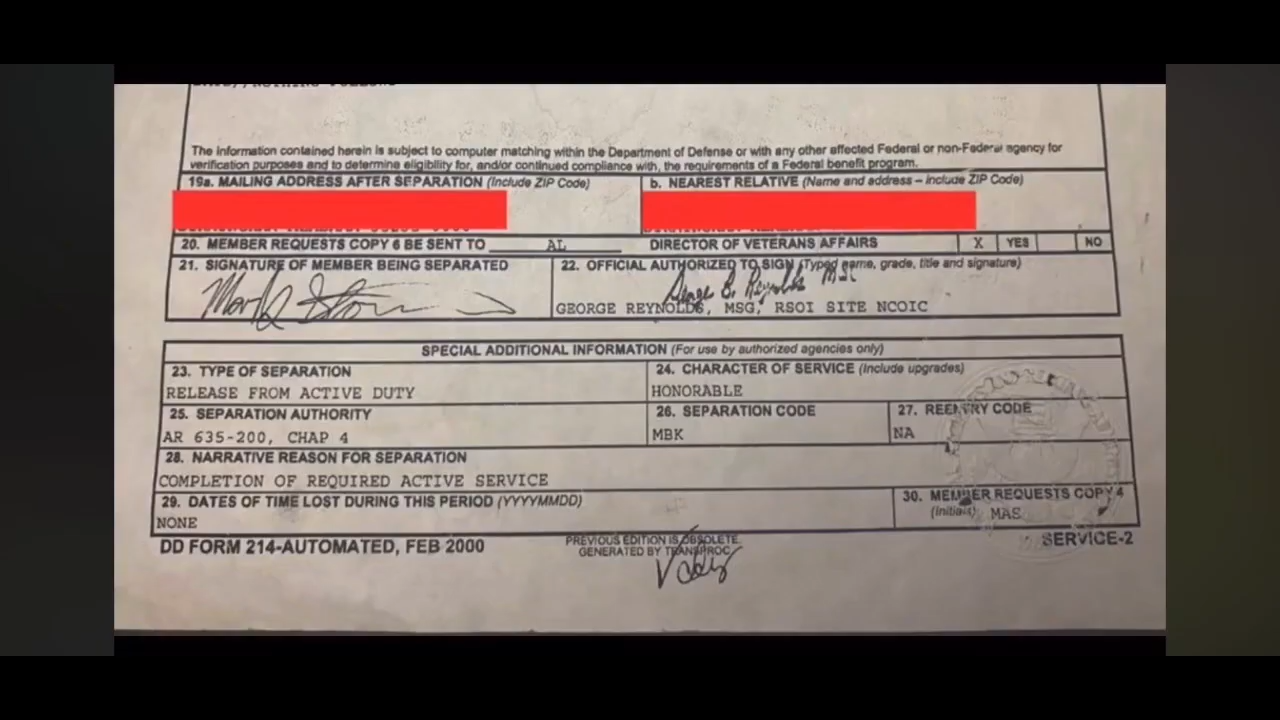 The information contained herein is subject to computer matching within the Department of Defense or with any other affected Federal or non-Federal agency for
verification purposes and to determine eligibility for, and/or continued compliance with, the requirements of a Federal benefit program.
19a. MAILING ADDRESS AFTER SEPARATION (Include ZIP Code) b. NEAREST RELATIVE (Name and address - include ZIP Code)
20. MEMBER REQUESTS COPY 6 BE SENT TO AL DIRECTOR OF VETERANS AFFAIRS X YES NO
21. SIGNATURE OF MEMBER BEING SEPARATED 22. OFFICIAL AUTHORIZED TO SIGN (Typed name, grade, title and signature)
George B. Reynolds MSG
GEORGE REYNOLDS, MSG, RSOI SITE NCOIC
SPECIAL ADDITIONAL INFORMATION (For use by authorized agencies only)
23. TYPE OF SEPARATION 24. CHARACTER OF SERVICE (Include upgrades)
RELEASE FROM ACTIVE DUTY HONORABLE
25. SEPARATION AUTHORITY 26. SEPARATION CODE 27. REENTRY CODE
AR 635-200, CHAP 4 MBK NA
28. NARRATIVE REASON FOR SEPARATION
COMPLETION OF REQUIRED ACTIVE SERVICE
29. DATES OF TIME LOST DURING THIS PERIOD (YYYYMMDD) 30. MEMBER REQUESTS COPY 4
NONE (Initials) MAS
DD FORM 214-AUTOMATED, FEB 2000 PREVIOUS EDITION IS OBSOLETE. SERVICE-2
GENERATED BY TRANSPROC